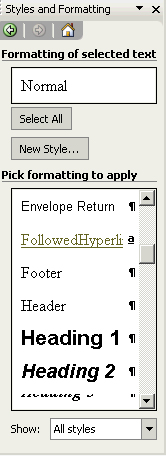 Styles and Formatting
Formatting of selected text
Normal
Select All
New Style...
Pick formatting to apply
Envelope Return ¶
FollowedHyperli a
Footer ¶
Header ¶
Heading 1 ¶
Heading 2 ¶
Show: All styles